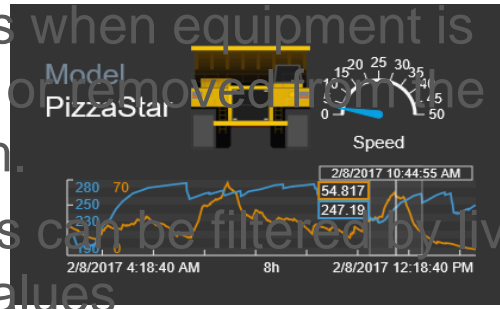 s when equipment is
Model
or removed from the
PizzaStar
15 20 25 30 35
10
0 45 50
Speed
n.
2/8/2017 10:44:55 AM
280 70
54.817
250
247.19
230
s can be filtered by liv
190 0
2/8/2017 4:18:40 AM 8h 2/8/2017 12:18:40 PM
alues